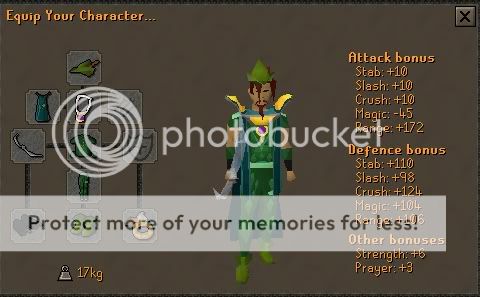 Equip Your Character...
Attack bonus
Stab: +10
Slash: +10
Crush: +10
Magic: -45
Range: +172
photobucket
Defence bonus
Stab: +110
Slash: +98
Crush: +124
Magic: +104
Range: +106
Protect more of your memories for less!
Other bonuses
Strength: +6
Prayer: +3
17kg